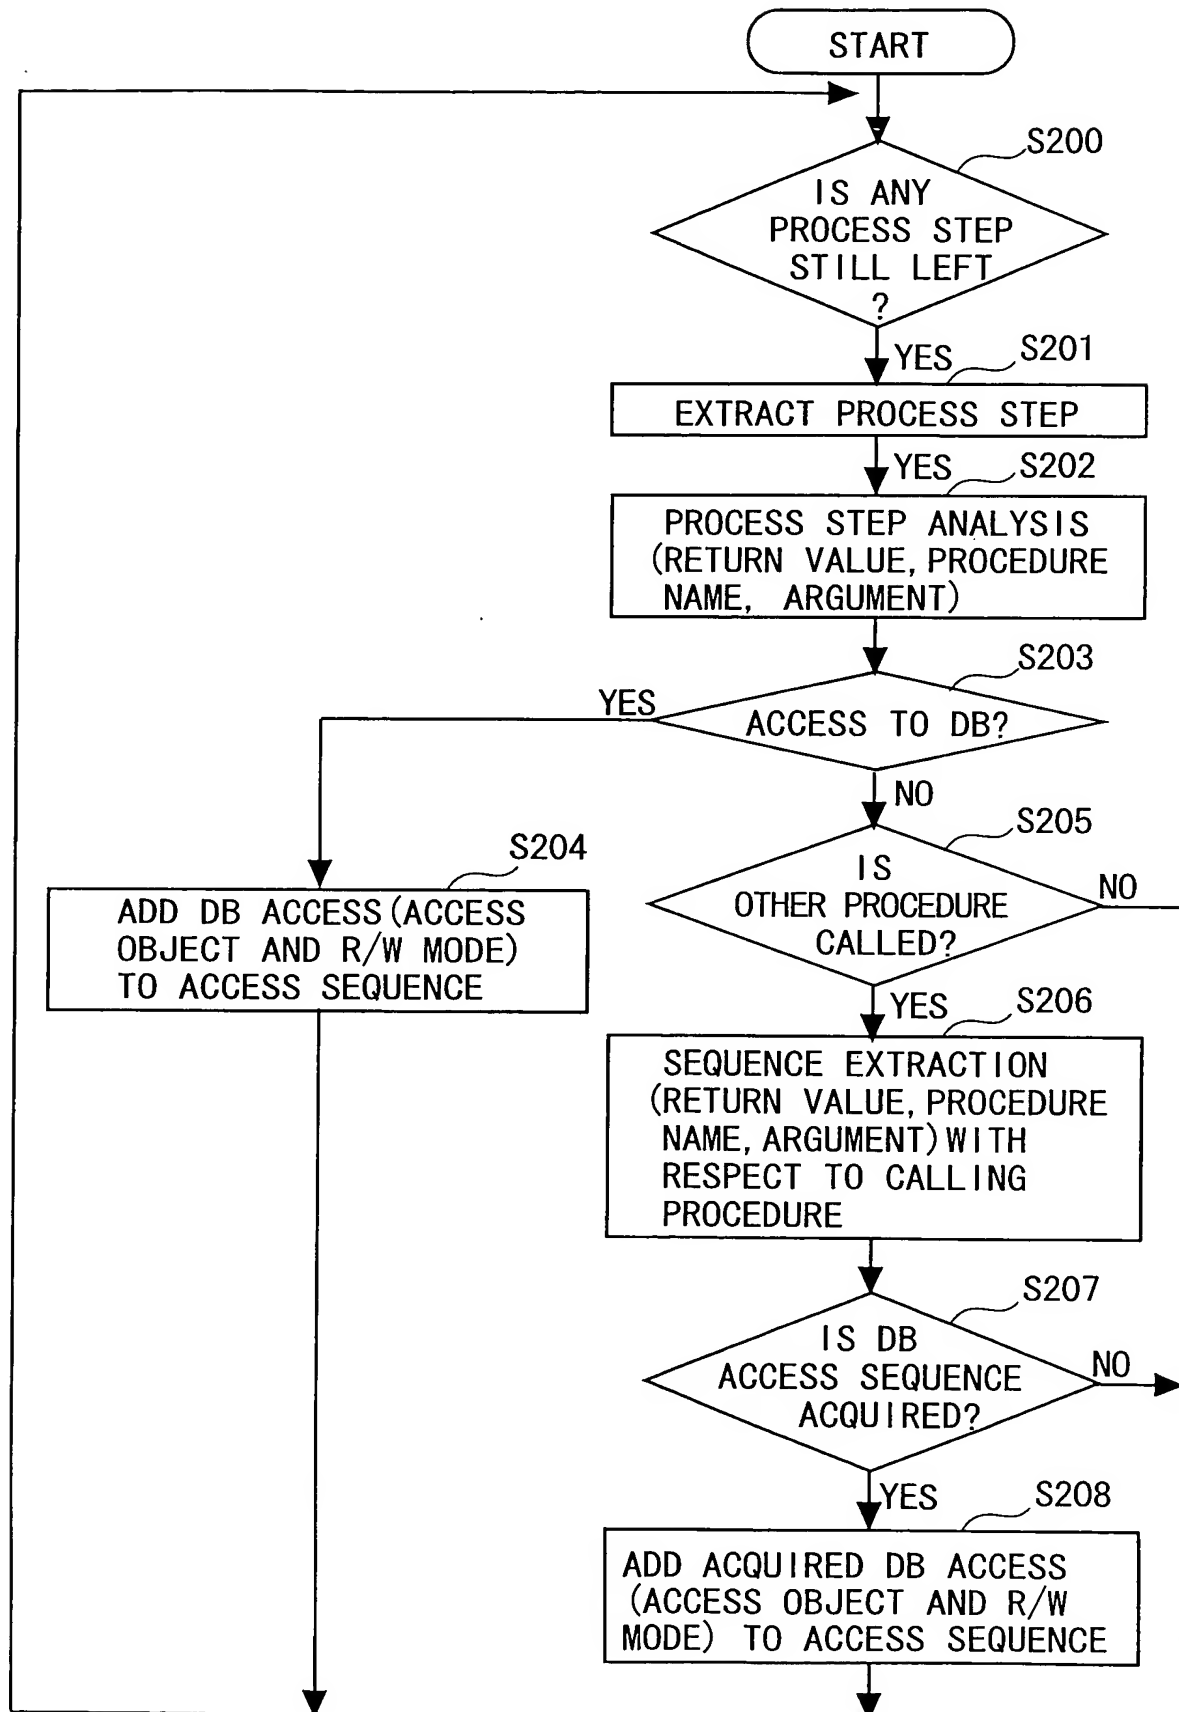 START
S200
IS ANY
PROCESS STEP
STILL LEFT
?
YES
S201
EXTRACT PROCESS STEP
YES
S202
PROCESS STEP ANALYSIS
(RETURN VALUE, PROCEDURE
NAME, ARGUMENT)
S203
YES
ACCESS TO DB?
NO
S204
ADD DB ACCESS (ACCESS
OBJECT AND R/W MODE)
TO ACCESS SEQUENCE
S205
IS
OTHER PROCEDURE
CALLED?
NO
YES
S206
SEQUENCE EXTRACTION
(RETURN VALUE, PROCEDURE
NAME, ARGUMENT) WITH
RESPECT TO CALLING
PROCEDURE
S207
IS DB
ACCESS SEQUENCE
ACQUIRED?
NO
YES
S208
ADD ACQUIRED DB ACCESS
(ACCESS OBJECT AND R/W
MODE) TO ACCESS SEQUENCE